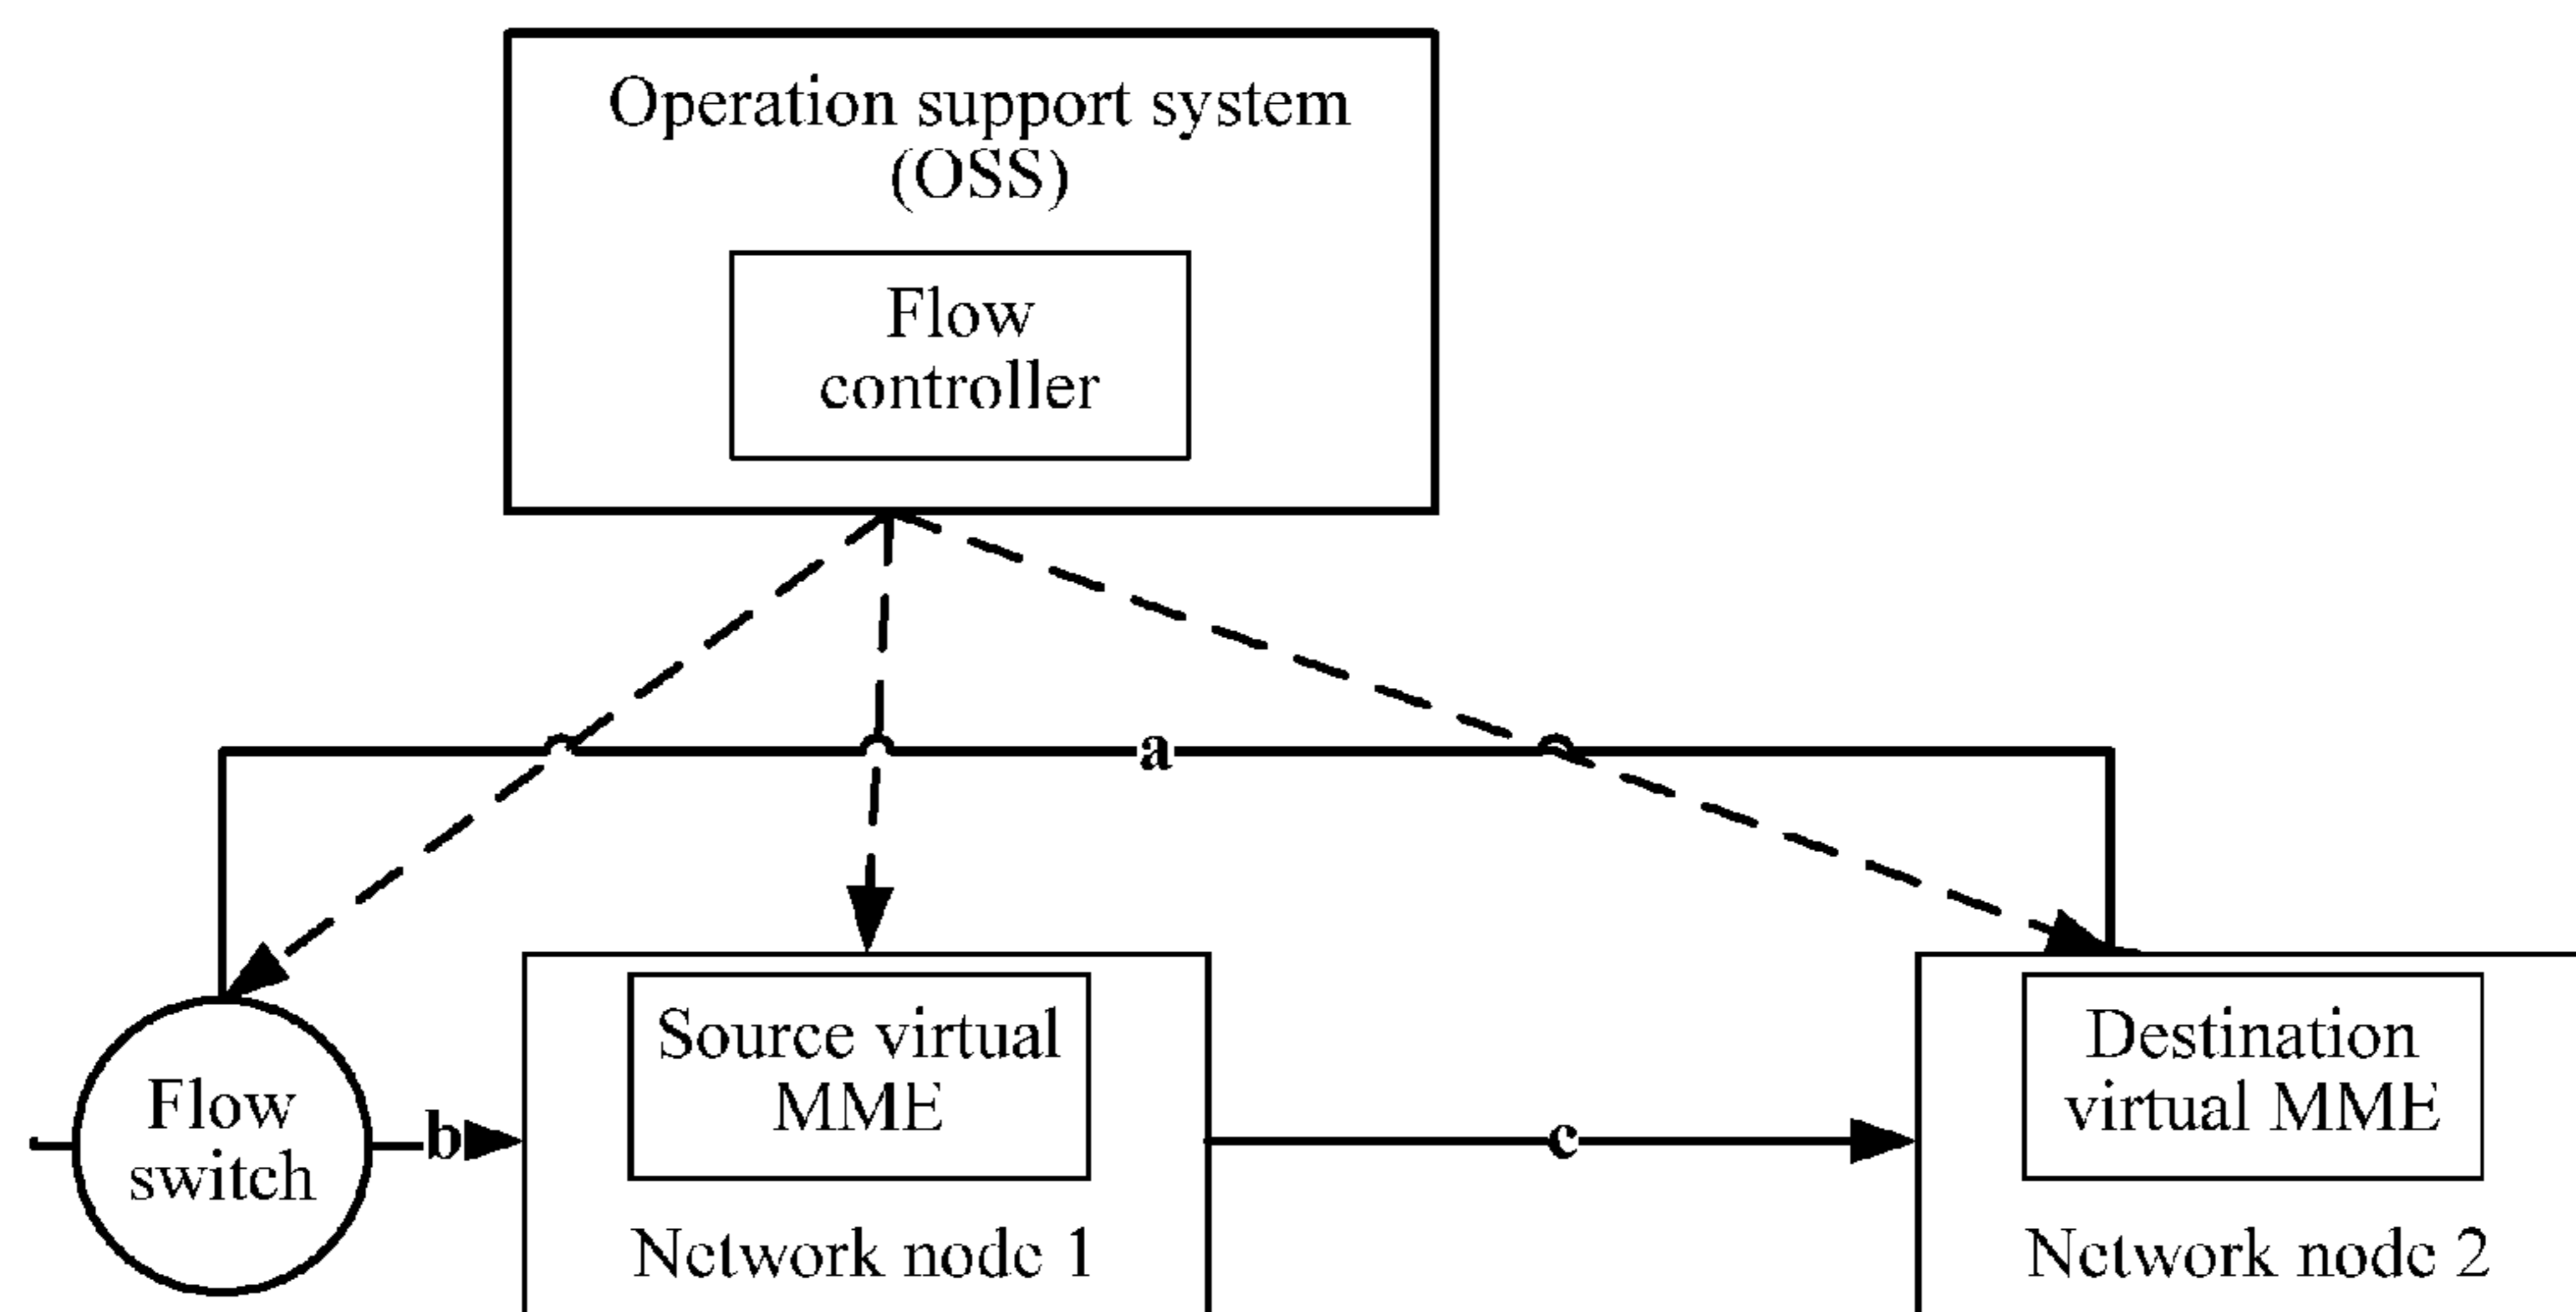 Operation support system
(OSS)
Flow
controller
a
Source virtual
MME
Destination
virtual MME
Flow
switch
b
c
Network node 1
Network node 2